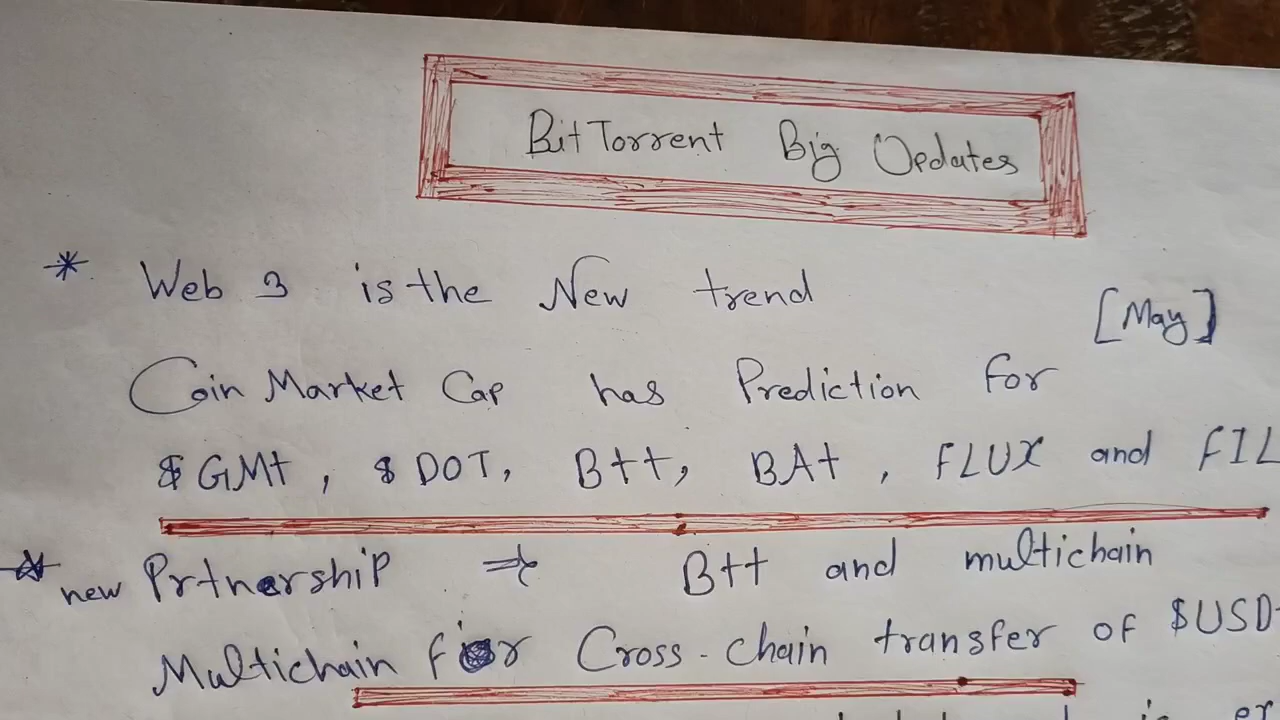 BitTorrent Big Updates
* Web 3 is the New trend
[May]
Coin Market Cap has Prediction for
$GMt, $DOT, Btt, BAt, FLUX and FIL
new Prtnership ⇒ Btt and multichain
Multichain for Cross-chain transfer of $USD